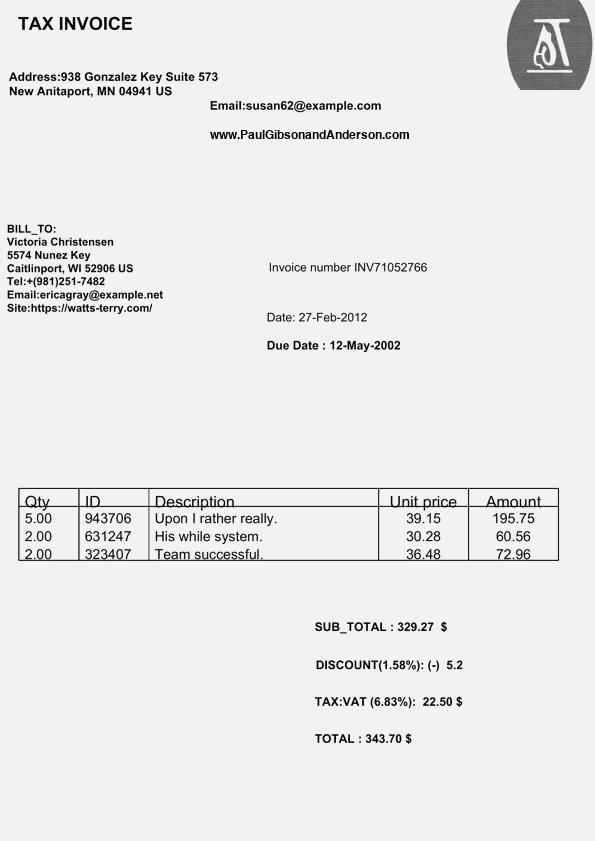 TAX INVOICE
Address:938 Gonzalez Key Suite 573
New Anitaport, MN 04941 US
Email:susan62@example.com
www.PaulGibsonandAnderson.com
BILL_TO:
Victoria Christensen
5574 Nunez Key
Caitlinport, WI 52906 US
Tel:+(981)251-7482
Email:ericagray@example.net
Site:https://watts-terry.com/
Invoice number INV71052766
Date: 27-Feb-2012
Due Date : 12-May-2002
Qty ID Description Unit price Amount
5.00 943706 Upon I rather really. 39.15 195.75
2.00 631247 His while system. 30.28 60.56
2.00 323407 Team successful. 36.48 72.96
SUB_TOTAL : 329.27 $
DISCOUNT(1.58%): (-) 5.2
TAX:VAT (6.83%): 22.50 $
TOTAL : 343.70 $